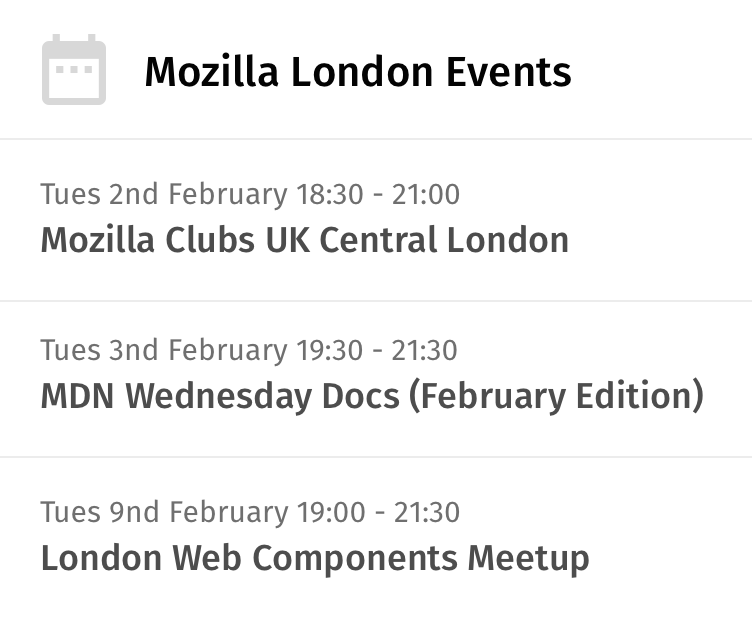 Mozilla London Events
Tues 2nd February 18:30 - 21:00
Mozilla Clubs UK Central London
Tues 3nd February 19:30 - 21:30
MDN Wednesday Docs (February Edition)
Tues 9nd February 19:00 - 21:30
London Web Components Meetup